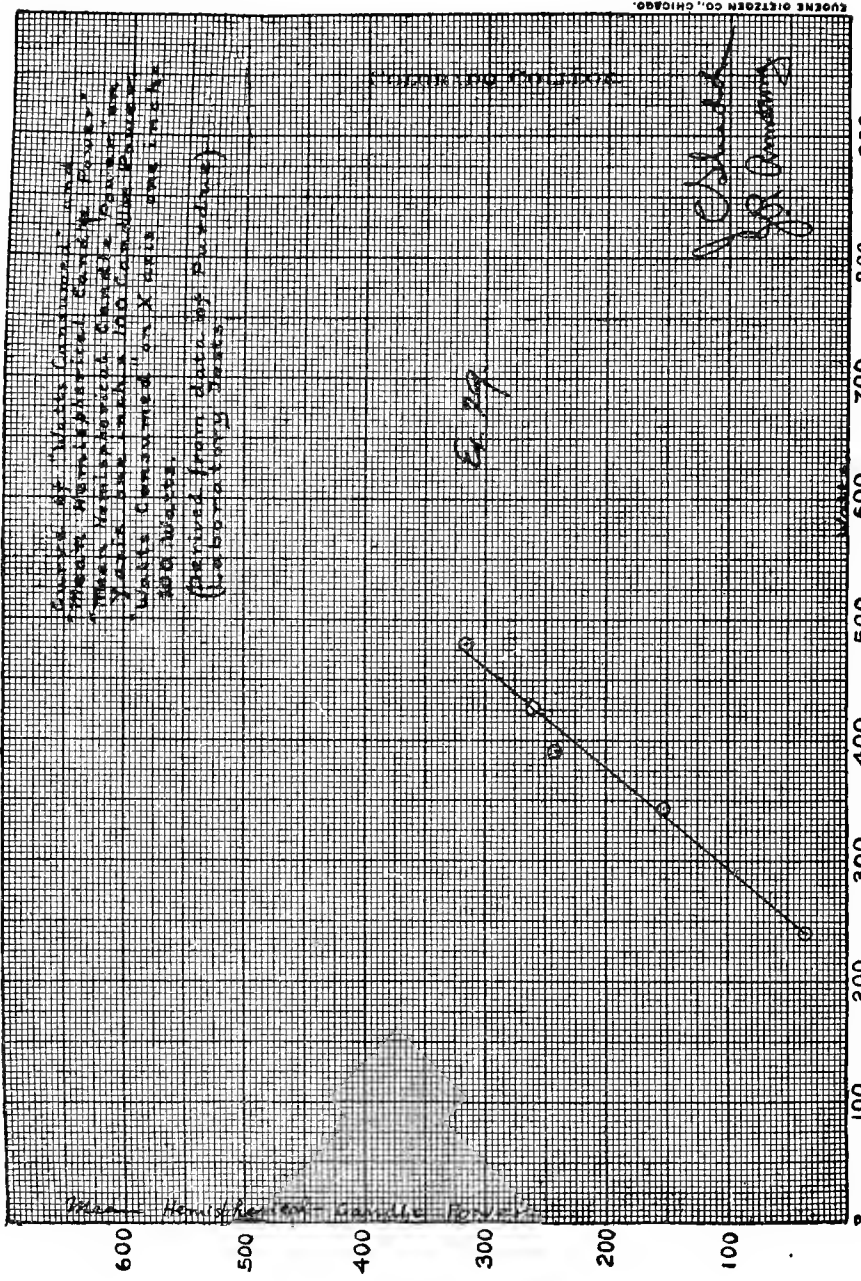 EUGENE DIETZGEN CO., CHICAGO.
Curve of "Watts Consumed" and
"Mean Hemispherical Candle Power"
"Mean Hemispherical Candle Power" on
Y axis one inch = 100 Candle Power
"Watts Consumed" on X axis one inch =
100 Watts.
(Derived from data of Purdue)
(Laboratory Tests)
Ex. 29.
Mean Hemispherical Candle Power
600
500
400
300
200
100
0
100
200
300
400
500
600
700
Watts